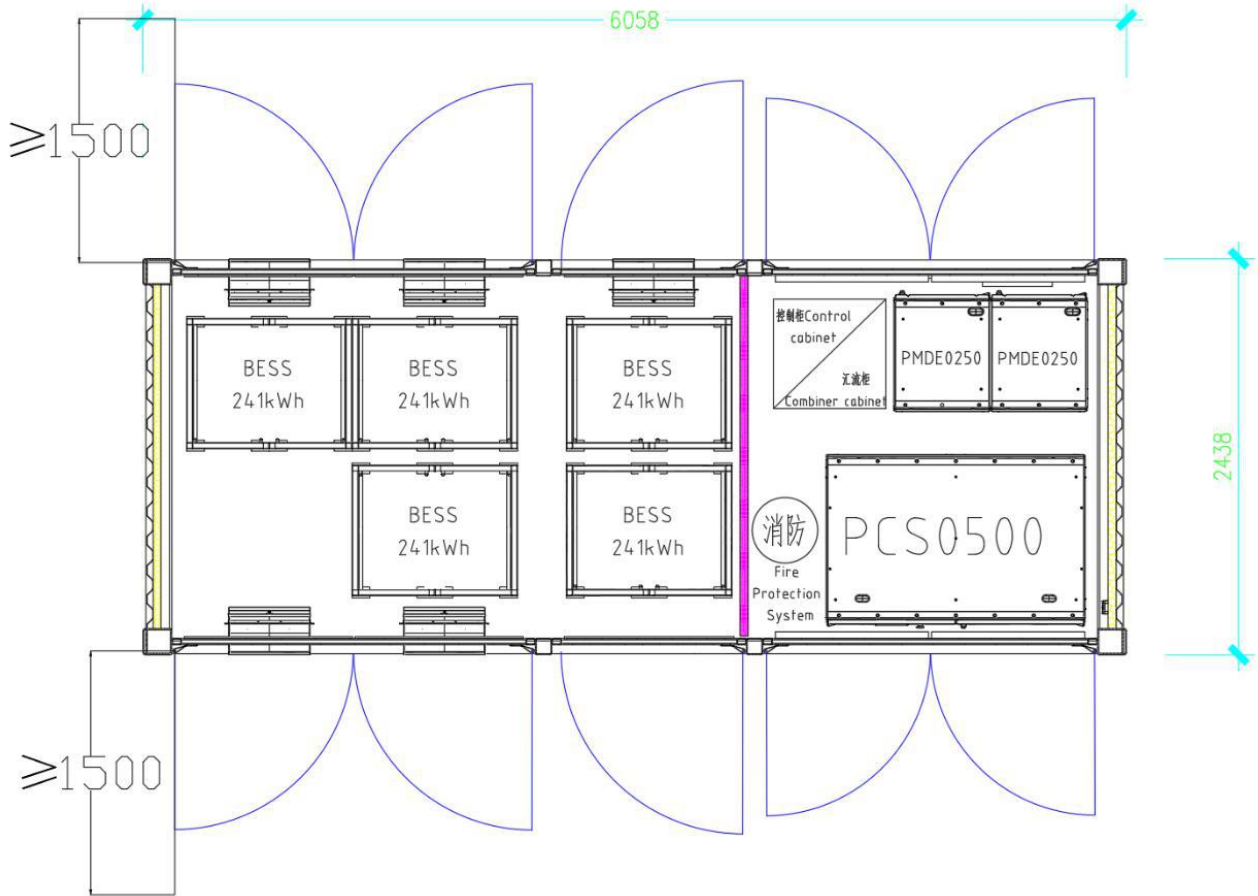 6058
≥1500
BESS
241kWh
BESS
241kWh
BESS
241kWh
控制柜Control
cabinet
汇流柜
Combiner cabinet
PMDE0250
PMDE0250
2438
BESS
241kWh
BESS
241kWh
消防
Fire
Protection
System
PCS0500
≥1500